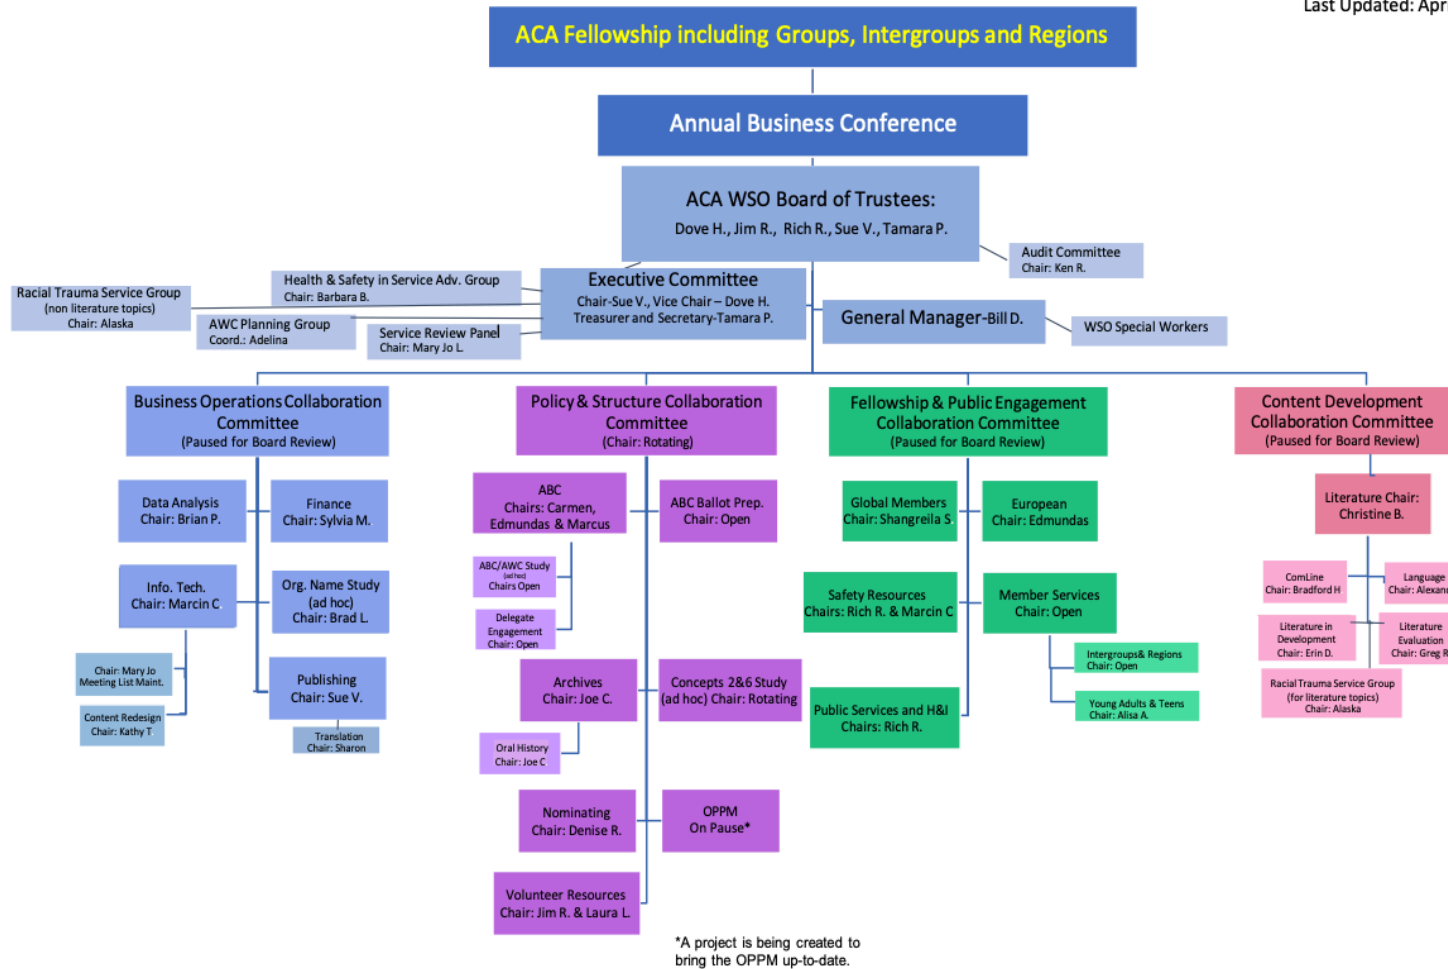 Last Updated: Apri
ACA Fellowship including Groups, Intergroups and Regions
Annual Business Conference
ACA WSO Board of Trustees:
Dove H., Jim R., Rich R., Sue V., Tamara P.
Audit Committee
Chair: Ken R.
Health & Safety in Service Adv. Group
Chair: Barbara B.
Racial Trauma Service Group
(non literature topics)
Chair: Alaska
AWC Planning Group
Coord.: Adelina
Service Review Panel
Chair: Mary Jo L.
Executive Committee
Chair-Sue V., Vice Chair – Dove H.
Treasurer and Secretary-Tamara P.
General Manager-Bill D.
WSO Special Workers
Business Operations Collaboration
Committee
(Paused for Board Review)
Data Analysis
Chair: Brian P.
Finance
Chair: Sylvia M.
Info. Tech.
Chair: Marcin C.
Org. Name Study
(ad hoc)
Chair: Brad L.
Chair: Mary Jo
Meeting List Maint.
Content Redesign
Chair: Kathy T
Publishing
Chair: Sue V.
Translation
Chair: Sharon
Policy & Structure Collaboration
Committee
(Chair: Rotating)
ABC
Chairs: Carmen,
Edmundas & Marcus
ABC Ballot Prep.
Chair: Open
ABC/AWC Study
(ad hoc)
Chairs Open
Delegate
Engagement
Chair: Open
Archives
Chair: Joe C.
Concepts 2&6 Study
(ad hoc) Chair: Rotating
Oral History
Chair: Joe C
Nominating
Chair: Denise R.
OPPM
On Pause*
Volunteer Resources
Chair: Jim R. & Laura L.
Fellowship & Public Engagement
Collaboration Committee
(Paused for Board Review)
Global Members
Chair: Shangreila S.
European
Chair: Edmundas
Safety Resources
Chairs: Rich R. & Marcin C
Member Services
Chair: Open
Intergroups& Regions
Chair: Open
Young Adults & Teens
Chair: Alisa A.
Public Services and H&I
Chairs: Rich R.
Content Development
Collaboration Committee
(Paused for Board Review)
Literature Chair:
Christine B.
ComLine
Chair: Bradford H
Language
Chair: Alexand
Literature in
Development
Chair: Erin D.
Literature
Evaluation
Chair: Greg R
Racial Trauma Service Group
(for literature topics)
Chair: Alaska
*A project is being created to
bring the OPPM up-to-date.